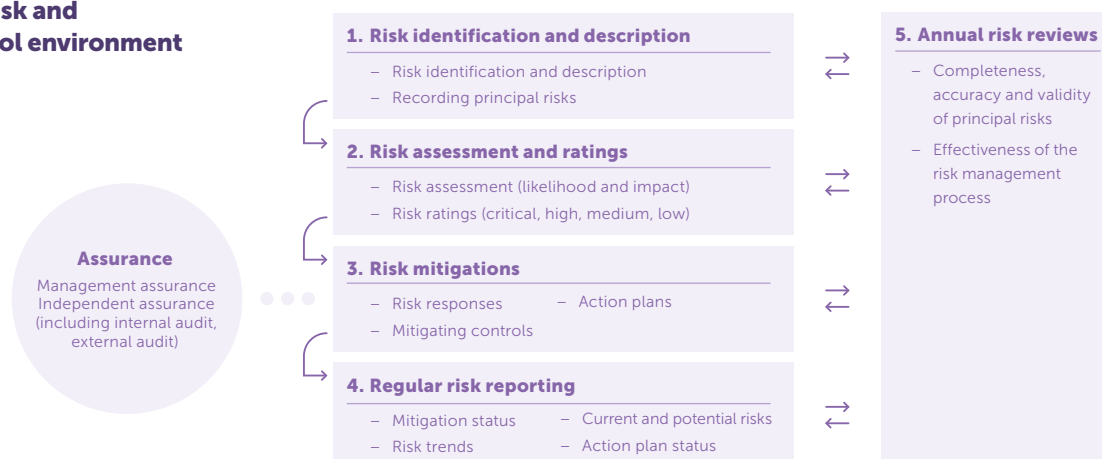 sk and
ol environment
Assurance
Management assurance
Independent assurance
(including internal audit,
external audit)
1. Risk identification and description
– Risk identification and description
– Recording principal risks
2. Risk assessment and ratings
– Risk assessment (likelihood and impact)
– Risk ratings (critical, high, medium, low)
3. Risk mitigations
– Risk responses
– Mitigating controls
– Action plans
4. Regular risk reporting
– Mitigation status
– Risk trends
– Current and potential risks
– Action plan status
5. Annual risk reviews
– Completeness,
accuracy and validity
of principal risks
– Effectiveness of the
risk management
process